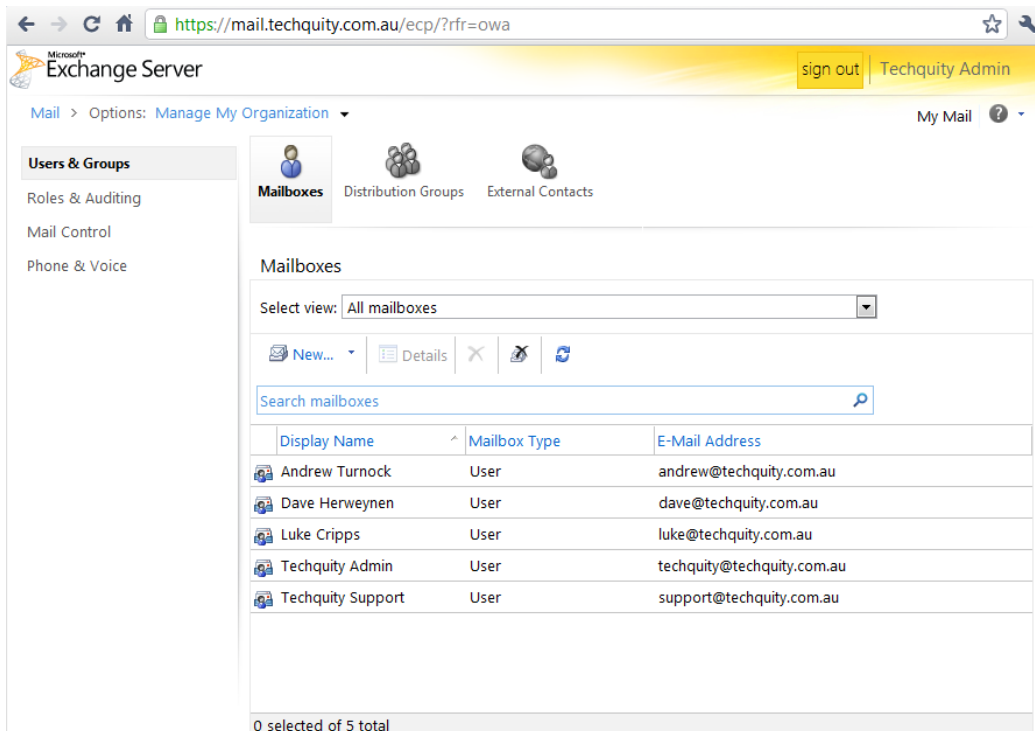 https://mail.techquity.com.au/ecp/?rfr=owa
Microsoft®
Exchange Server
sign out Techquity Admin
Mail > Options: Manage My Organization
My Mail ?
Users & Groups
Roles & Auditing
Mail Control
Phone & Voice
Mailboxes Distribution Groups External Contacts
Mailboxes
Select view: All mailboxes
New... Details
Search mailboxes
Display Name Mailbox Type E-Mail Address
Andrew Turnock User andrew@techquity.com.au
Dave Herweynen User dave@techquity.com.au
Luke Cripps User luke@techquity.com.au
Techquity Admin User techquity@techquity.com.au
Techquity Support User support@techquity.com.au
0 selected of 5 total